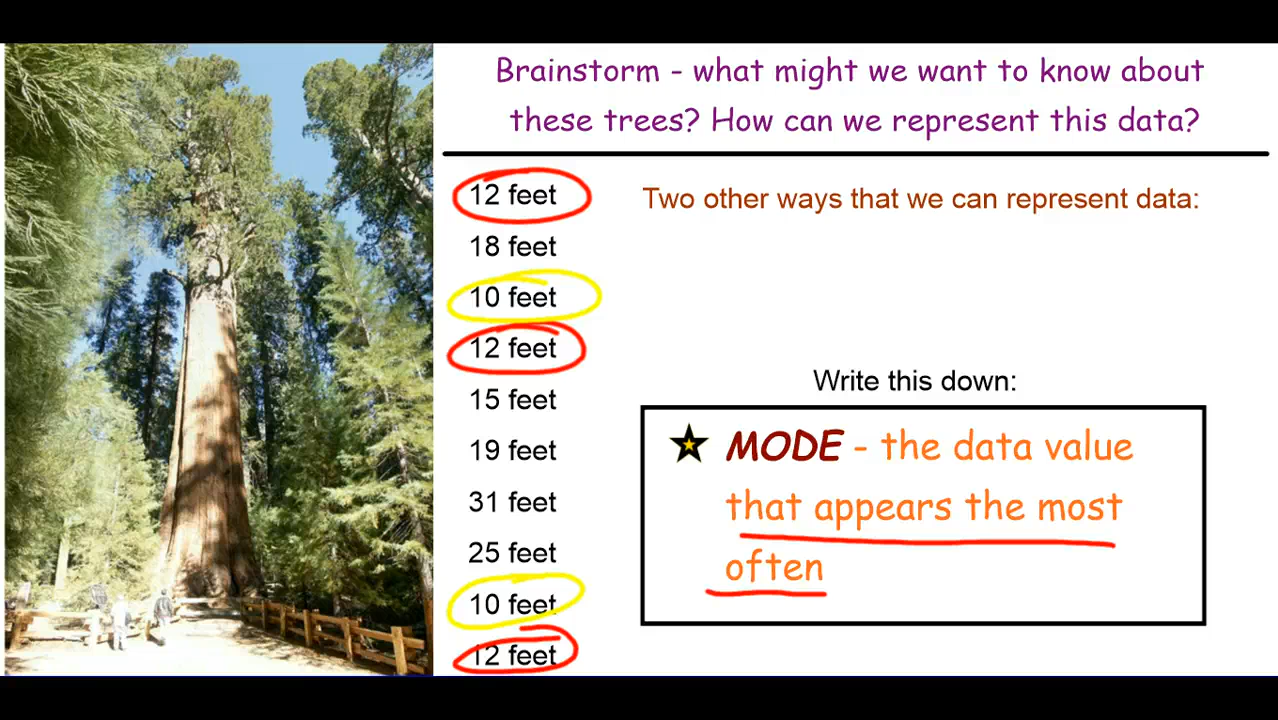 Brainstorm - what might we want to know about
these trees? How can we represent this data?
12 feet
18 feet
10 feet
12 feet
15 feet
19 feet
31 feet
25 feet
10 feet
12 feet
Two other ways that we can represent data:
Write this down:
MODE - the data value
that appears the most
often